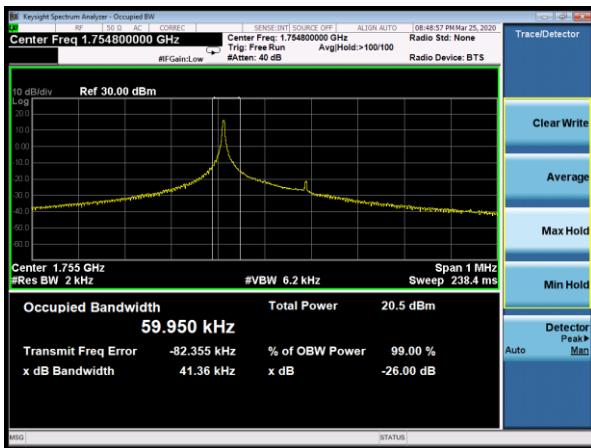 Keysight Spectrum Analyzer - Occupied BW
RF 50 Ω AC CORREC SENSE:INT SOURCE OFF ALIGN AUTO 08:48:57 PM Mar 25, 2020
Center Freq 1.754800000 GHz
Center Freq: 1.754800000 GHz
Radio Std: None
Trig: Free Run Avg|Hold:>100/100
#IFGain:Low #Atten: 40 dB Radio Device: BTS
Trace/Detector
10 dB/div Ref 30.00 dBm
Log
20.0
10.0
0.00
-10.0
-20.0
-30.0
-40.0
-50.0
-60.0
Center 1.755 GHz Span 1 MHz
#Res BW 2 kHz #VBW 6.2 kHz Sweep 238.4 ms
Occupied Bandwidth Total Power 20.5 dBm
59.950 kHz
Transmit Freq Error -82.355 kHz % of OBW Power 99.00 %
x dB Bandwidth 41.36 kHz x dB -26.00 dB
Clear Write
Average
Max Hold
Min Hold
Detector
Peak▶
Auto Man
MSG STATUS